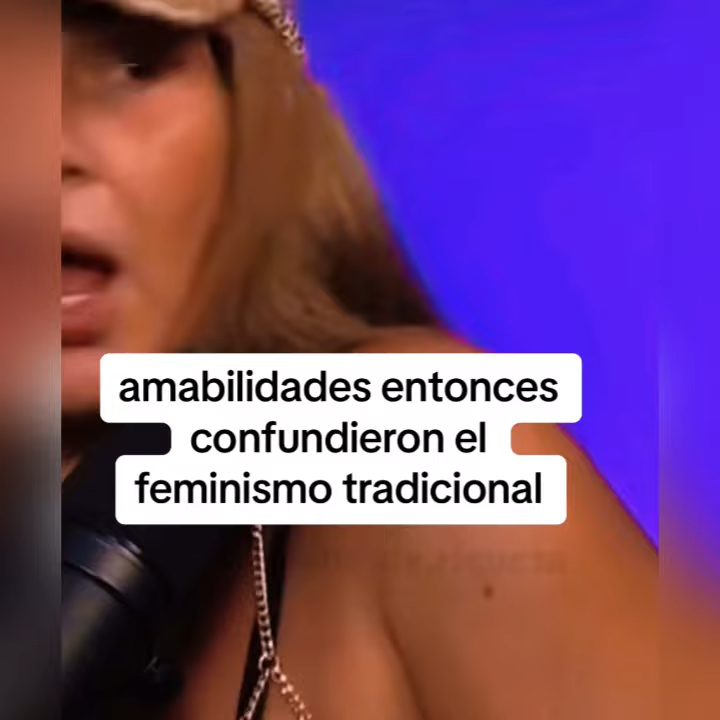 amabilidades entonces
confundieron el
feminismo tradicional